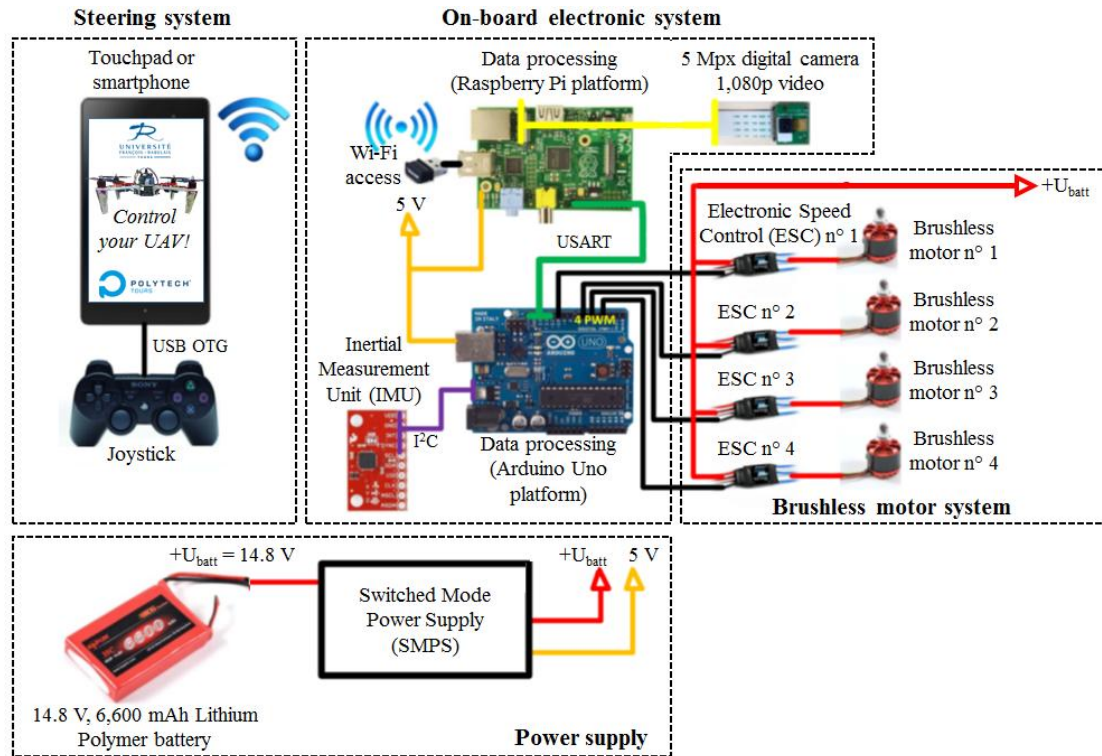 Steering system
Touchpad or
smartphone
UNIVERSITÉ
FRANÇOIS - RABELAIS
TOURS
Control
your UAV!
POLYTECH
TOURS
USB OTG
SONY
Joystick
On-board electronic system
Data processing
(Raspberry Pi platform)
5 Mpx digital camera
1,080p video
Wi-Fi
access
5 V
USART
4 PWM
ARDUINO
UNO
Inertial
Measurement
Unit (IMU)
I²C
Data processing
(Arduino Uno
platform)
+Ubatt
Electronic Speed
Control (ESC) n° 1
Brushless
motor n° 1
ESC n° 2
Brushless
motor n° 2
ESC n° 3
Brushless
motor n° 3
ESC n° 4
Brushless
motor n° 4
Brushless motor system
+Ubatt = 14.8 V
+Ubatt
5 V
Switched Mode
Power Supply
(SMPS)
14.8 V, 6,600 mAh Lithium
Polymer battery
Power supply